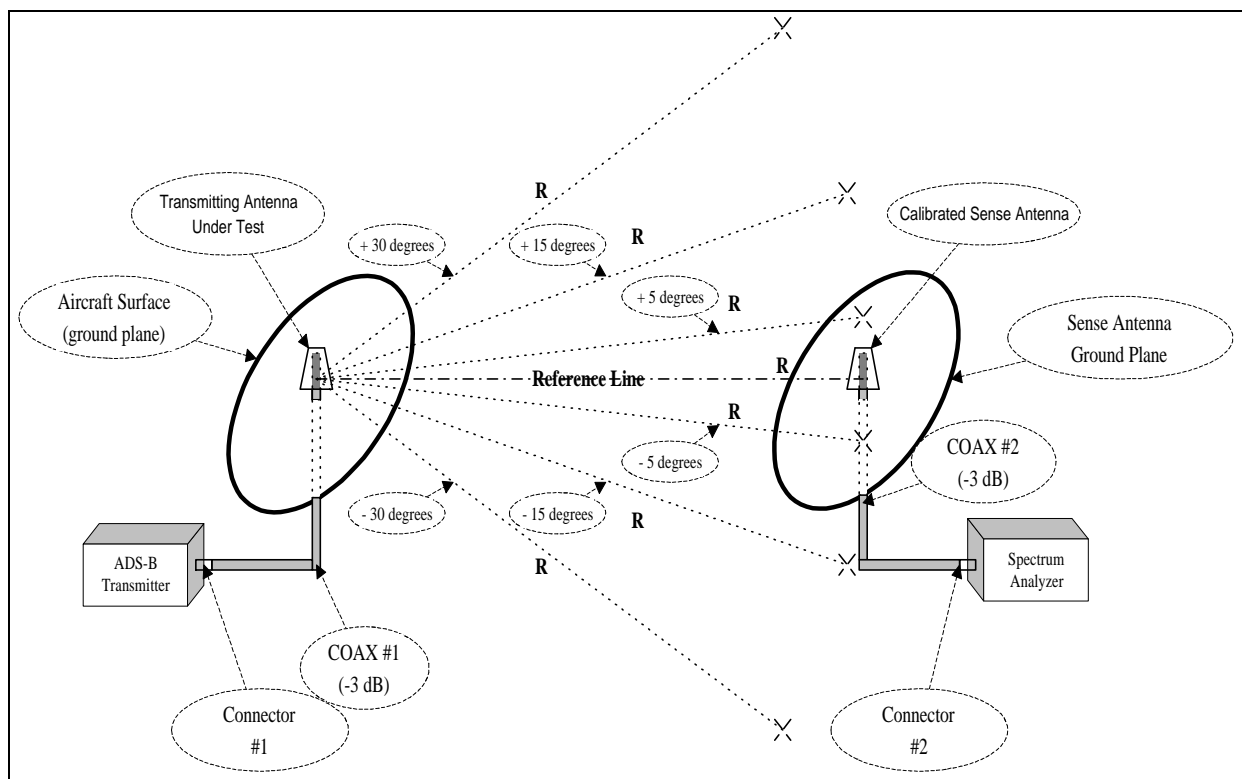 R
Transmitting Antenna
Under Test
R
Calibrated Sense Antenna
+ 30 degrees
+ 15 degrees
+ 5 degrees
R
Aircraft Surface
(ground plane)
Sense Antenna
Ground Plane
Reference Line
R
R
- 5 degrees
COAX #2
(-3 dB)
- 30 degrees
- 15 degrees
R
R
ADS-B
Transmitter
Spectrum
Analyzer
COAX #1
(-3 dB)
Connector
#1
Connector
#2